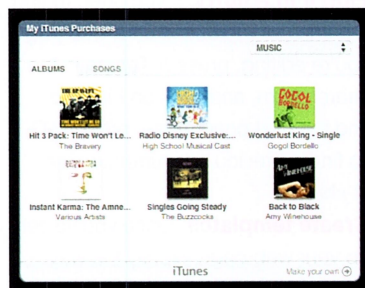 My iTunes Purchases
MUSIC
ALBUMS SONGS
Hit 3 Pack: Time Won't Le... Radio Disney Exclusive:... Wonderlust King - Single
The Bravery High School Musical Cast Gogol Bordello
Instant Karma: The Amne... Singles Going Steady Back to Black
Various Artists The Buzzcocks Amy Winehouse
iTunes Make your own